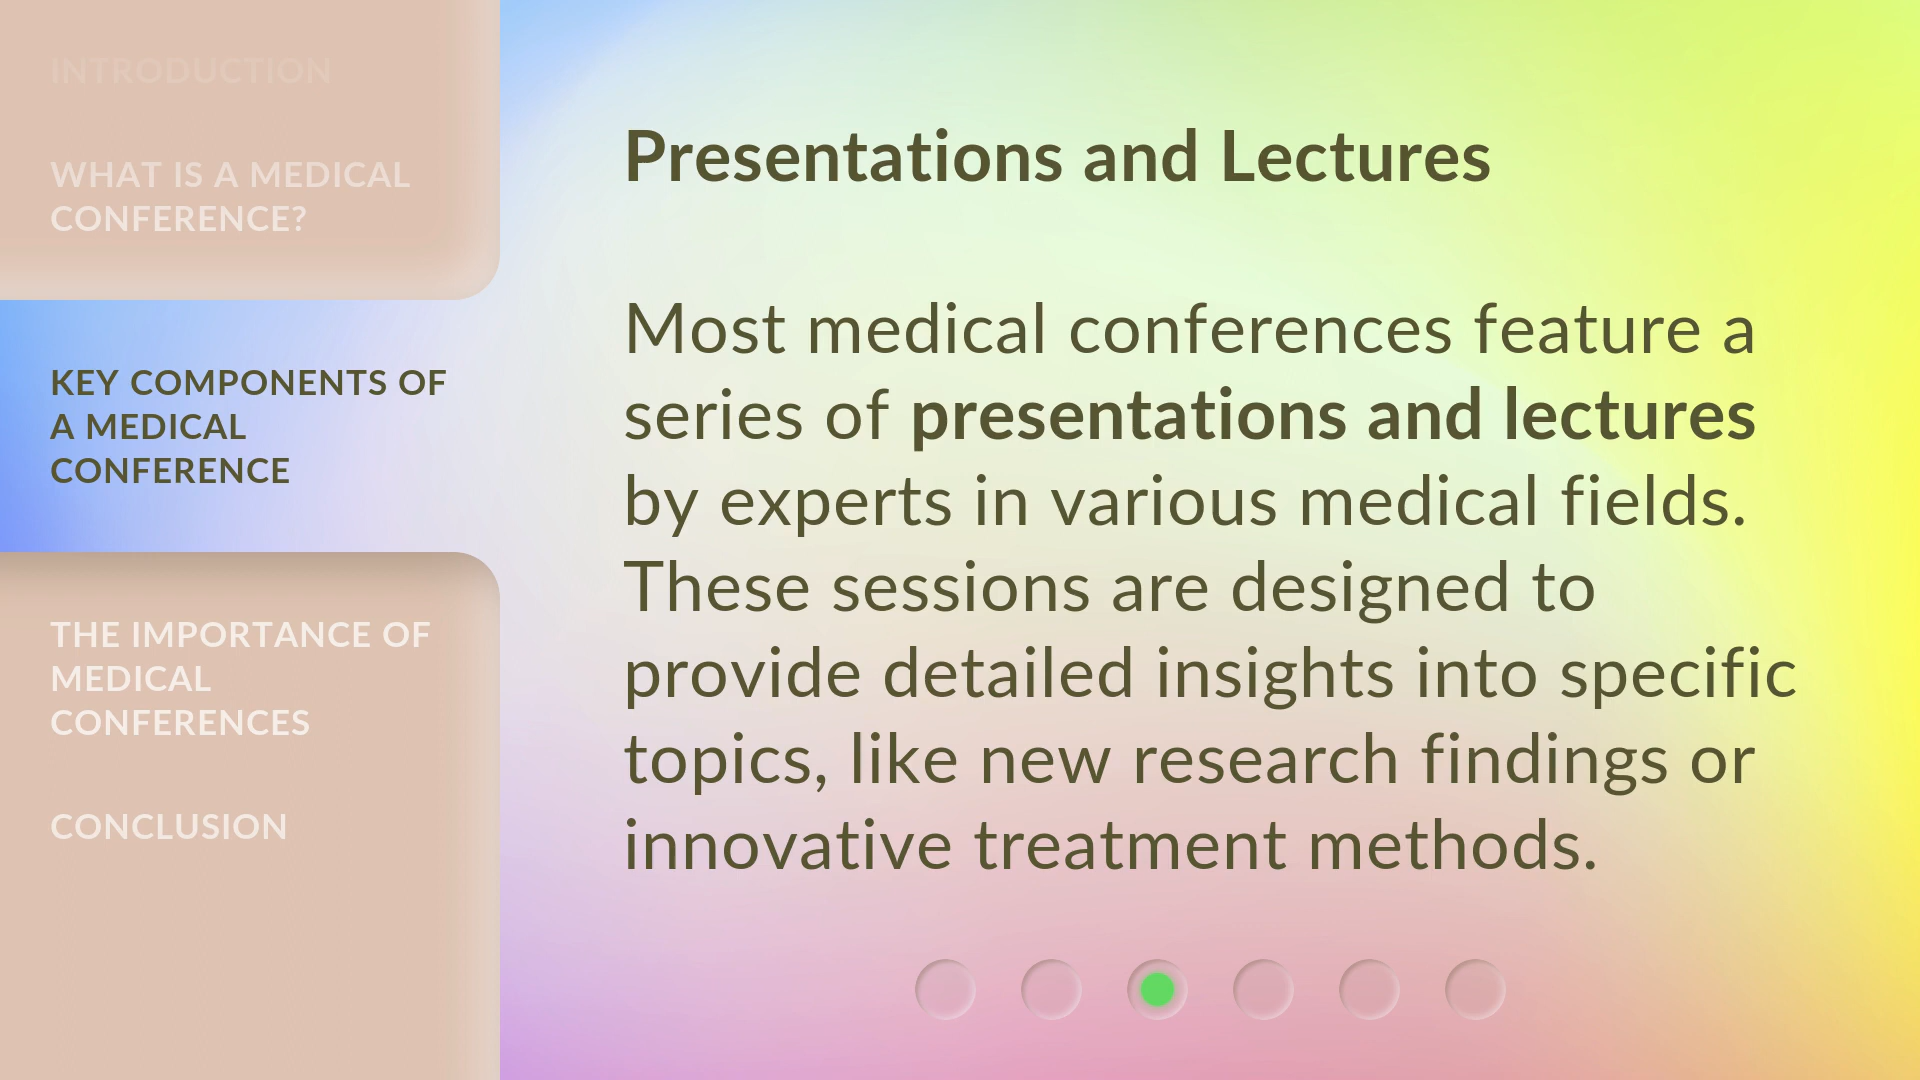 INTRODUCTION
WHAT IS A MEDICAL
CONFERENCE?
KEY COMPONENTS OF
A MEDICAL
CONFERENCE
THE IMPORTANCE OF
MEDICAL
CONFERENCES
CONCLUSION
Presentations and Lectures
Most medical conferences feature a
series of presentations and lectures
by experts in various medical fields.
These sessions are designed to
provide detailed insights into specific
topics, like new research findings or
innovative treatment methods.